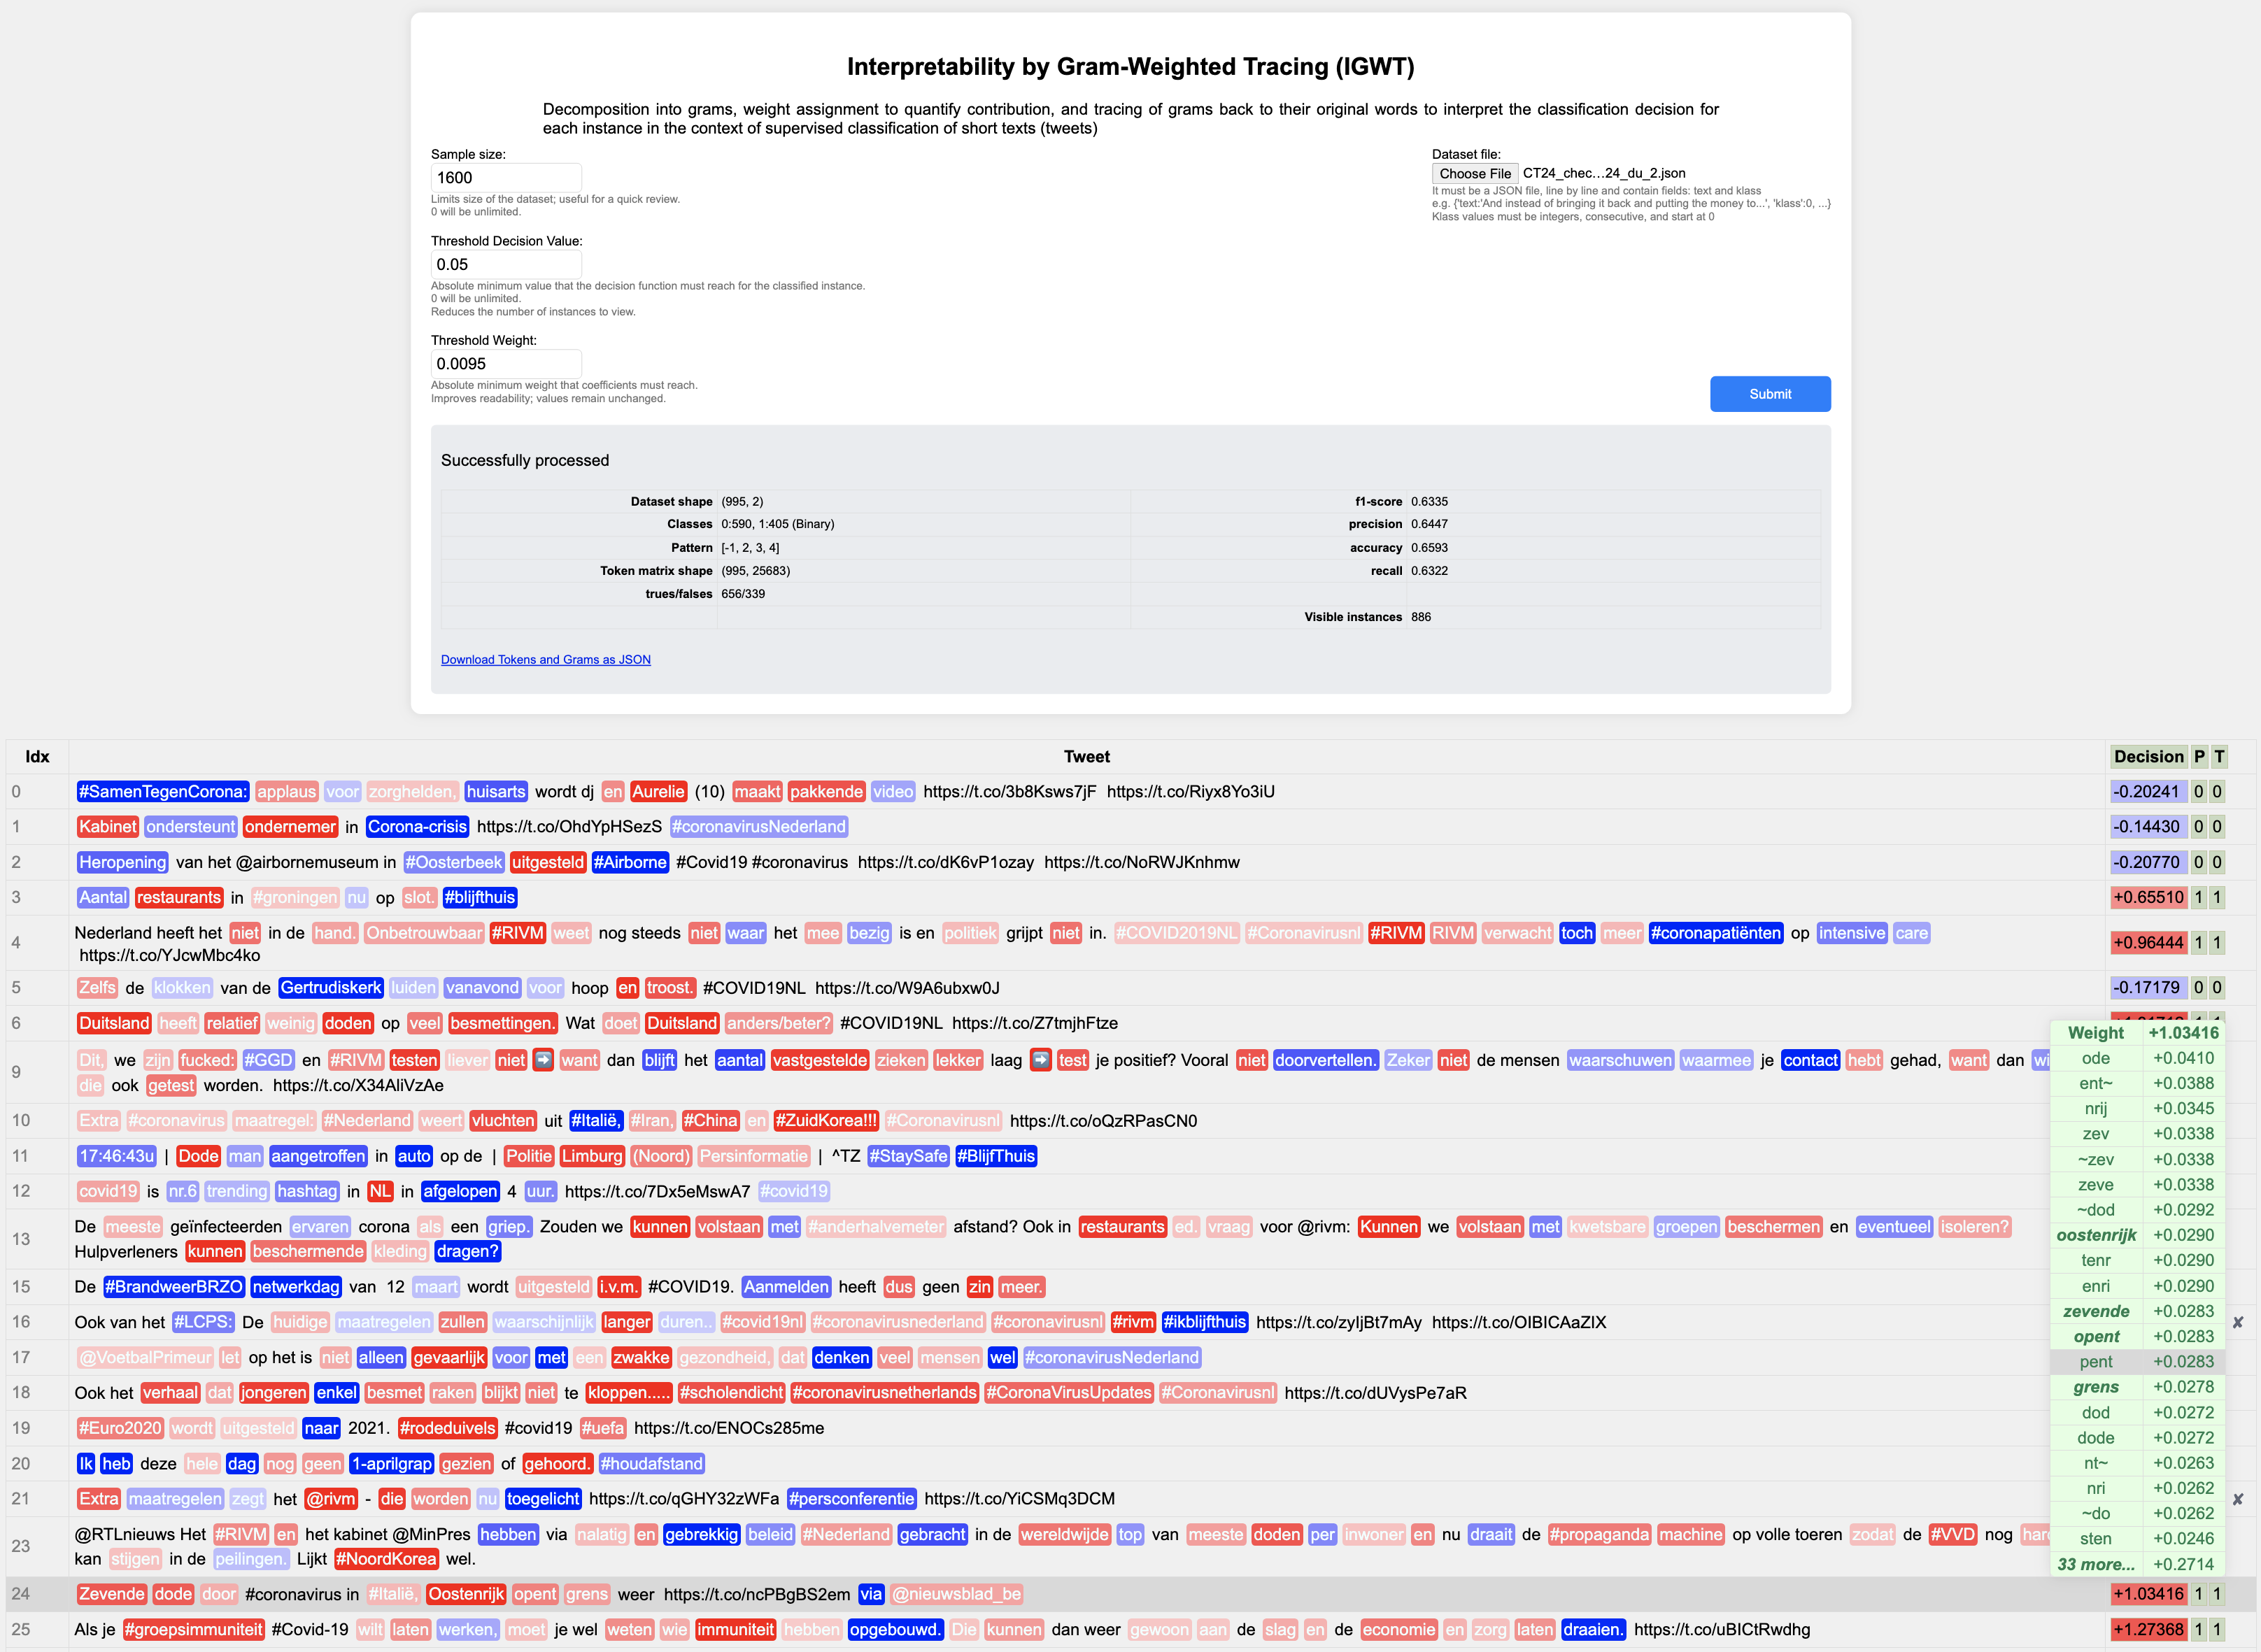 Interpretability by Gram-Weighted Tracing (IGWT)
Decomposition into grams, weight assignment to quantify contribution, and tracing of grams back to their original words to interpret the classification decision for
each instance in the context of supervised classification of short texts (tweets)
Sample size:
1600
Limits size of the dataset; useful for a quick review.
0 will be unlimited.
Dataset file:
Choose File CT24_chec…24_du_2.json
It must be a JSON file, line by line and contain fields: text and klass
e.g. {'text:'And instead of bringing it back and putting the money to...', 'klass':0, ...}
Klass values must be integers, consecutive, and start at 0
Threshold Decision Value:
0.05
Absolute minimum value that the decision function must reach for the classified instance.
0 will be unlimited.
Reduces the number of instances to view.
Threshold Weight:
0.0095
Absolute minimum weight that coefficients must reach.
Improves readability; values remain unchanged.
Submit
Successfully processed
Dataset shape (995, 2) f1-score 0.6335
Classes 0:590, 1:405 (Binary) precision 0.6447
Pattern [-1, 2, 3, 4] accuracy 0.6593
Token matrix shape (995, 25683) recall 0.6322
trues/falses 656/339
Visible instances 886
Download Tokens and Grams as JSON
Idx Tweet Decision P T
0 #SamenTegenCorona: applaus voor zorghelden, huisarts wordt dj en Aurelie (10) maakt pakkende video https://t.co/3b8Ksws7jF https://t.co/Riyx8Yo3iU -0.20241 0 0
1 Kabinet ondersteunt ondernemer in Corona-crisis https://t.co/OhdYpHSezS #coronavirusNederland -0.14430 0 0
2 Heropening van het @airbornemuseum in #Oosterbeek uitgesteld #Airborne #Covid19 #coronavirus https://t.co/dK6vP1ozay https://t.co/NoRWJKnhmw -0.20770 0 0
3 Aantal restaurants in #groningen nu op slot. #blijfthuis +0.65510 1 1
4 Nederland heeft het niet in de hand. Onbetrouwbaar #RIVM weet nog steeds niet waar het mee bezig is en politiek grijpt niet in. #COVID2019NL #Coronavirusnl #RIVM RIVM verwacht toch meer #coronapatiënten op intensive care +0.96444 1 1
https://t.co/YJcwMbc4ko
5 Zelfs de klokken van de Gertrudiskerk luiden vanavond voor hoop en troost. #COVID19NL https://t.co/W9A6ubxw0J -0.17179 0 0
6 Duitsland heeft relatief weinig doden op veel besmettingen. Wat doet Duitsland anders/beter? #COVID19NL https://t.co/Z7tmjhFtze
9 Dit, we zijn fucked: #GGD en #RIVM testen liever niet ➡️ want dan blijft het aantal vastgestelde zieken lekker laag ➡️ test je positief? Vooral niet doorvertellen. Zeker niet de mensen waarschuwen waarmee je contact hebt gehad, want dan
die ook getest worden. https://t.co/X34AliVzAe
10 Extra #coronavirus maatregel: #Nederland weert vluchten uit #Italië, #Iran, #China en #ZuidKorea!!! #Coronavirusnl https://t.co/oQzRPasCN0
11 17:46:43u | Dode man aangetroffen in auto op de | Politie Limburg (Noord) Persinformatie | ^TZ #StaySafe #BlijfThuis
12 covid19 is nr.6 trending hashtag in NL in afgelopen 4 uur. https://t.co/7Dx5eMswA7 #covid19
13 De meeste geïnfecteerden ervaren corona als een griep. Zouden we kunnen volstaan met #anderhalvemeter afstand? Ook in restaurants ed. vraag voor @rivm: Kunnen we volstaan met kwetsbare groepen beschermen en eventueel isoleren?
Hulpverleners kunnen beschermende kleding dragen?
15 De #BrandweerBRZO netwerkdag van 12 maart wordt uitgesteld i.v.m. #COVID19. Aanmelden heeft dus geen zin meer.
16 Ook van het #LCPS: De huidige maatregelen zullen waarschijnlijk langer duren.. #covid19nl #coronavirusnederland #coronavirusnl #rivm #ikblijfthuis https://t.co/zyIjBt7mAy https://t.co/OIBICAaZIX ✘
17 @VoetbalPrimeur let op het is niet alleen gevaarlijk voor met een zwakke gezondheid, dat denken veel mensen wel #coronavirusNederland
18 Ook het verhaal dat jongeren enkel besmet raken blijkt niet te kloppen..... #scholendicht #coronavirusnetherlands #CoronaVirusUpdates #Coronavirusnl https://t.co/dUVysPe7aR
19 #Euro2020 wordt uitgesteld naar 2021. #rodeduivels #covid19 #uefa https://t.co/ENOCs285me
20 Ik heb deze hele dag nog geen 1-aprilgrap gezien of gehoord. #houdafstand
21 Extra maatregelen zegt het @rivm - die worden nu toegelicht https://t.co/qGHY32zWFa #persconferentie https://t.co/YiCSMq3DCM ✘
23 @RTLnieuws Het #RIVM en het kabinet @MinPres hebben via nalatig en gebrekkig beleid #Nederland gebracht in de wereldwijde top van meeste doden per inwoner en nu draait de #propaganda machine op volle toeren zodat de #VVD nog
kan stijgen in de peilingen. Lijkt #NoordKorea wel.
24 Zevende dode door #coronavirus in #Italië, Oostenrijk opent grens weer https://t.co/ncPBgBS2em via @nieuwsblad_be +1.03416 1 1
25 Als je #groepsimmuniteit #Covid-19 wilt laten werken, moet je wel weten wie immuniteit hebben opgebouwd. Die kunnen dan weer gewoon aan de slag en de economie en zorg laten draaien. https://t.co/uBICtRwdhg +1.27368 1 1
Weight +1.03416
ode +0.0410
ent~ +0.0388
nrij +0.0345
zev +0.0338
~zev +0.0338
zeve +0.0338
~dod +0.0292
oostenrijk +0.0290
tenr +0.0290
enri +0.0290
zevende +0.0283
opent +0.0283
pent +0.0283
grens +0.0278
dod +0.0272
dode +0.0272
nt~ +0.0263
nri +0.0262
~do +0.0262
sten +0.0246
33 more... +0.2714